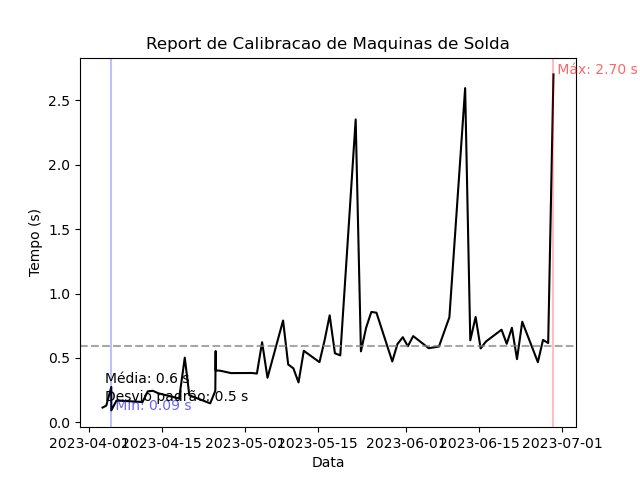 Report de Calibracao de Maquinas de Solda
Máx: 2.70 s
2.5
2.0
1.5
1.0
0.5
0.0
Tempo (s)
Média: 0.6 s
Desvio padrão: 0.5 s
Mín: 0.09 s
2023-04-01
2023-04-15
2023-05-01
2023-05-15
2023-06-01
2023-06-15
2023-07-01
Data